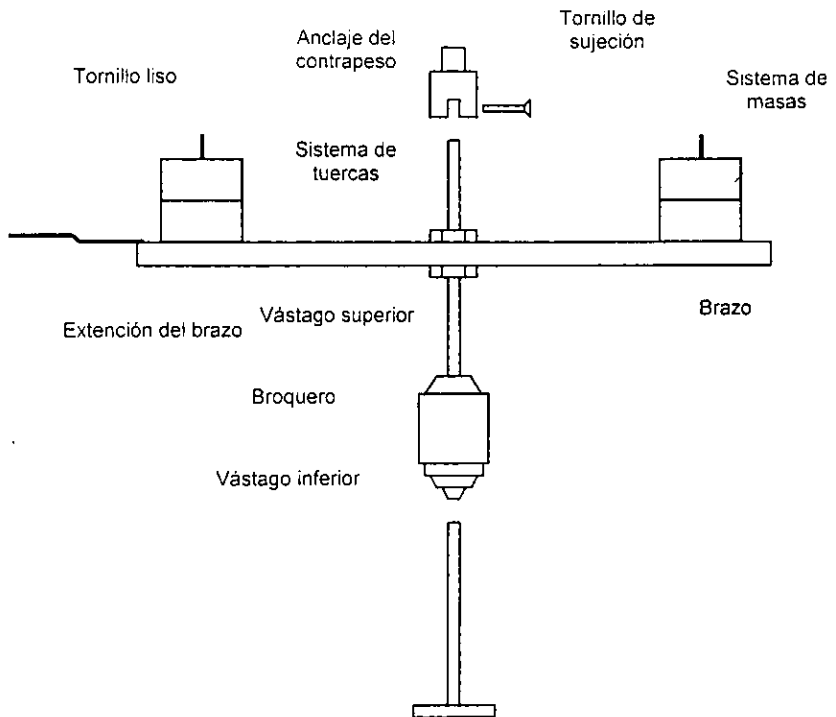 Tornillo de
sujeción
Anclaje del
contrapeso
Tornillo liso
Sistema de
masas
Sistema de
tuercas
Vástago superior
Brazo
Extención del brazo
Broquero
Vástago inferior